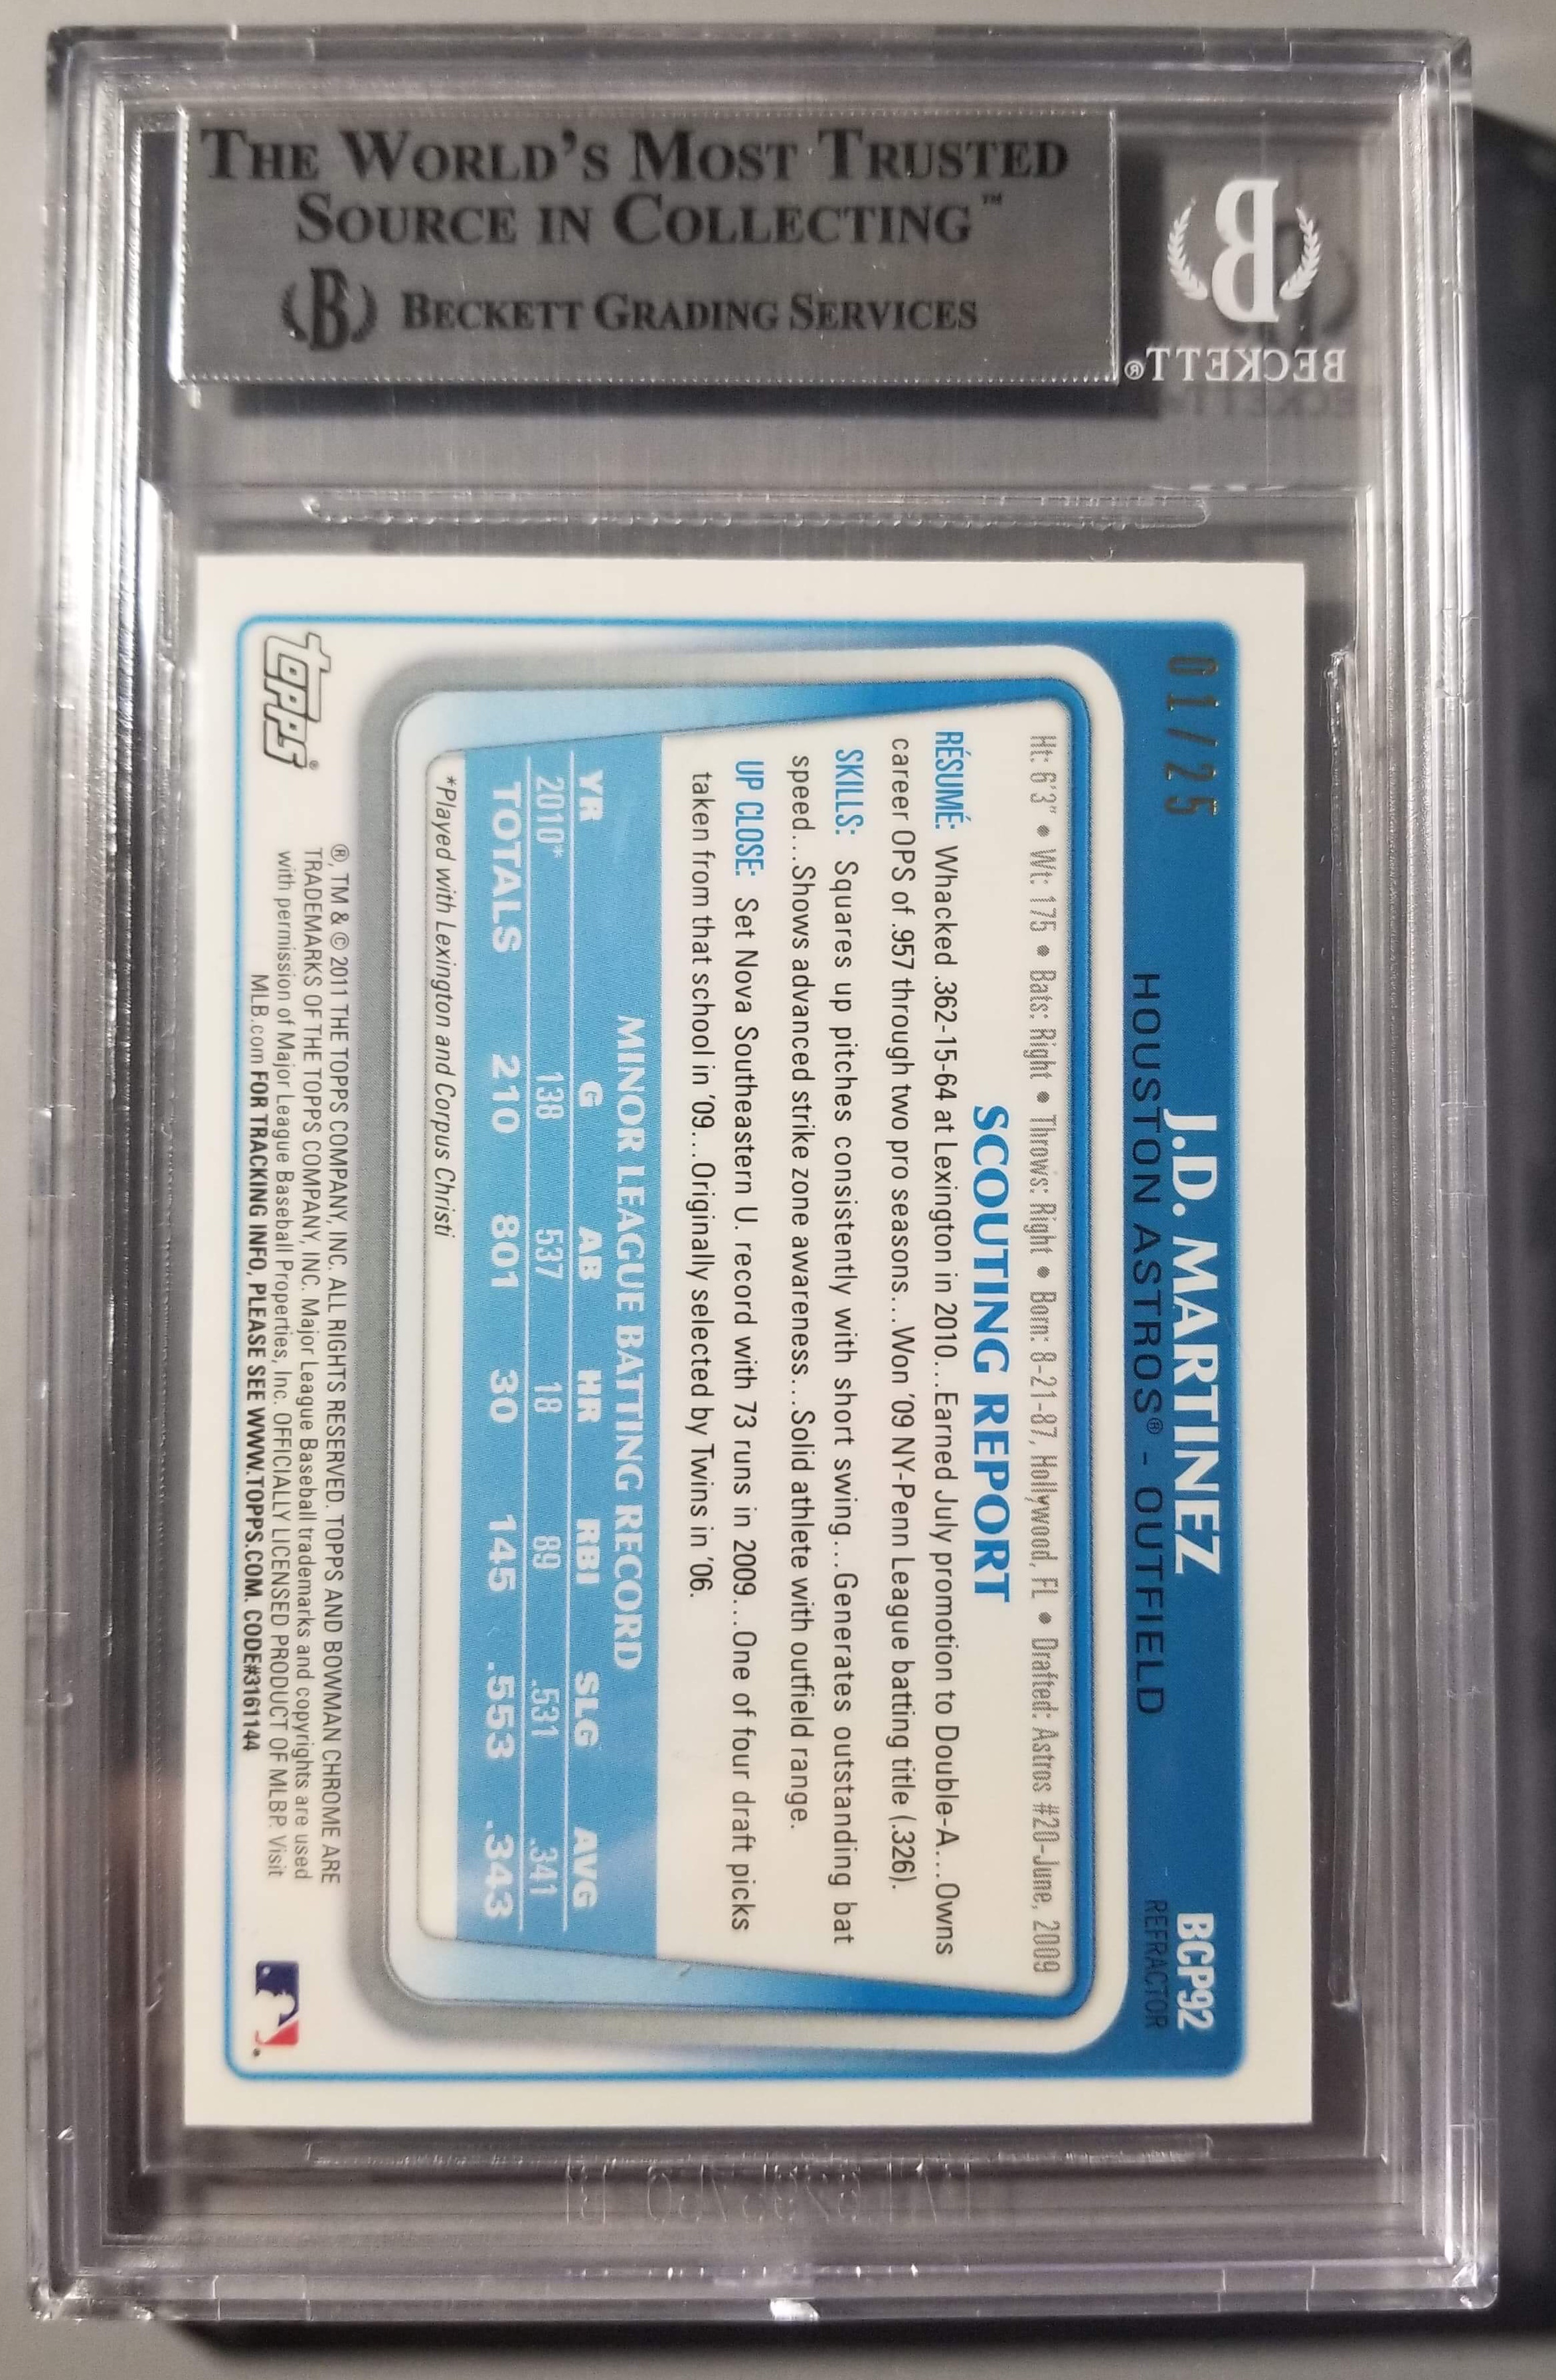 THE WORLD'S MOST TRUSTED
SOURCE IN COLLECTING™
B BECKETT GRADING SERVICES
B
BECKETT®
01/25
J.D. MARTINEZ
BCP92
HOUSTON ASTROS® - OUTFIELD
REFRACTOR
Ht: 6'3" • Wt: 175 • Bats: Right • Throws: Right • Born: 8-21-87, Hollywood, FL • Drafted: Astros #20-June, 2009
SCOUTING REPORT
RÉSUMÉ: Whacked .362-15-64 at Lexington in 2010...Earned July promotion to Double-A...Owns
career OPS of .957 through two pro seasons...Won '09 NY-Penn League batting title (.326).
SKILLS: Squares up pitches consistently with short swing...Generates outstanding bat
speed...Shows advanced strike zone awareness...Solid athlete with outfield range.
UP CLOSE: Set Nova Southeastern U. record with 73 runs in 2009...One of four draft picks
taken from that school in '09...Originally selected by Twins in '06.
MINOR LEAGUE BATTING RECORD
YR G AB HR RBI SLG AVG
2010* 138 537 18 89 .531 .341
TOTALS 210 801 30 145 .553 .343
*Played with Lexington and Corpus Christi
topps®
®, TM & © 2011 THE TOPPS COMPANY, INC. ALL RIGHTS RESERVED. TOPPS AND BOWMAN CHROME ARE
TRADEMARKS OF THE TOPPS COMPANY, INC. Major League Baseball trademarks and copyrights are used
with permission of Major League Baseball Properties, Inc. OFFICIALLY LICENSED PRODUCT OF MLBP. Visit
MLB.com FOR TRACKING INFO, PLEASE SEE WWW.TOPPS.COM. CODE#3161144